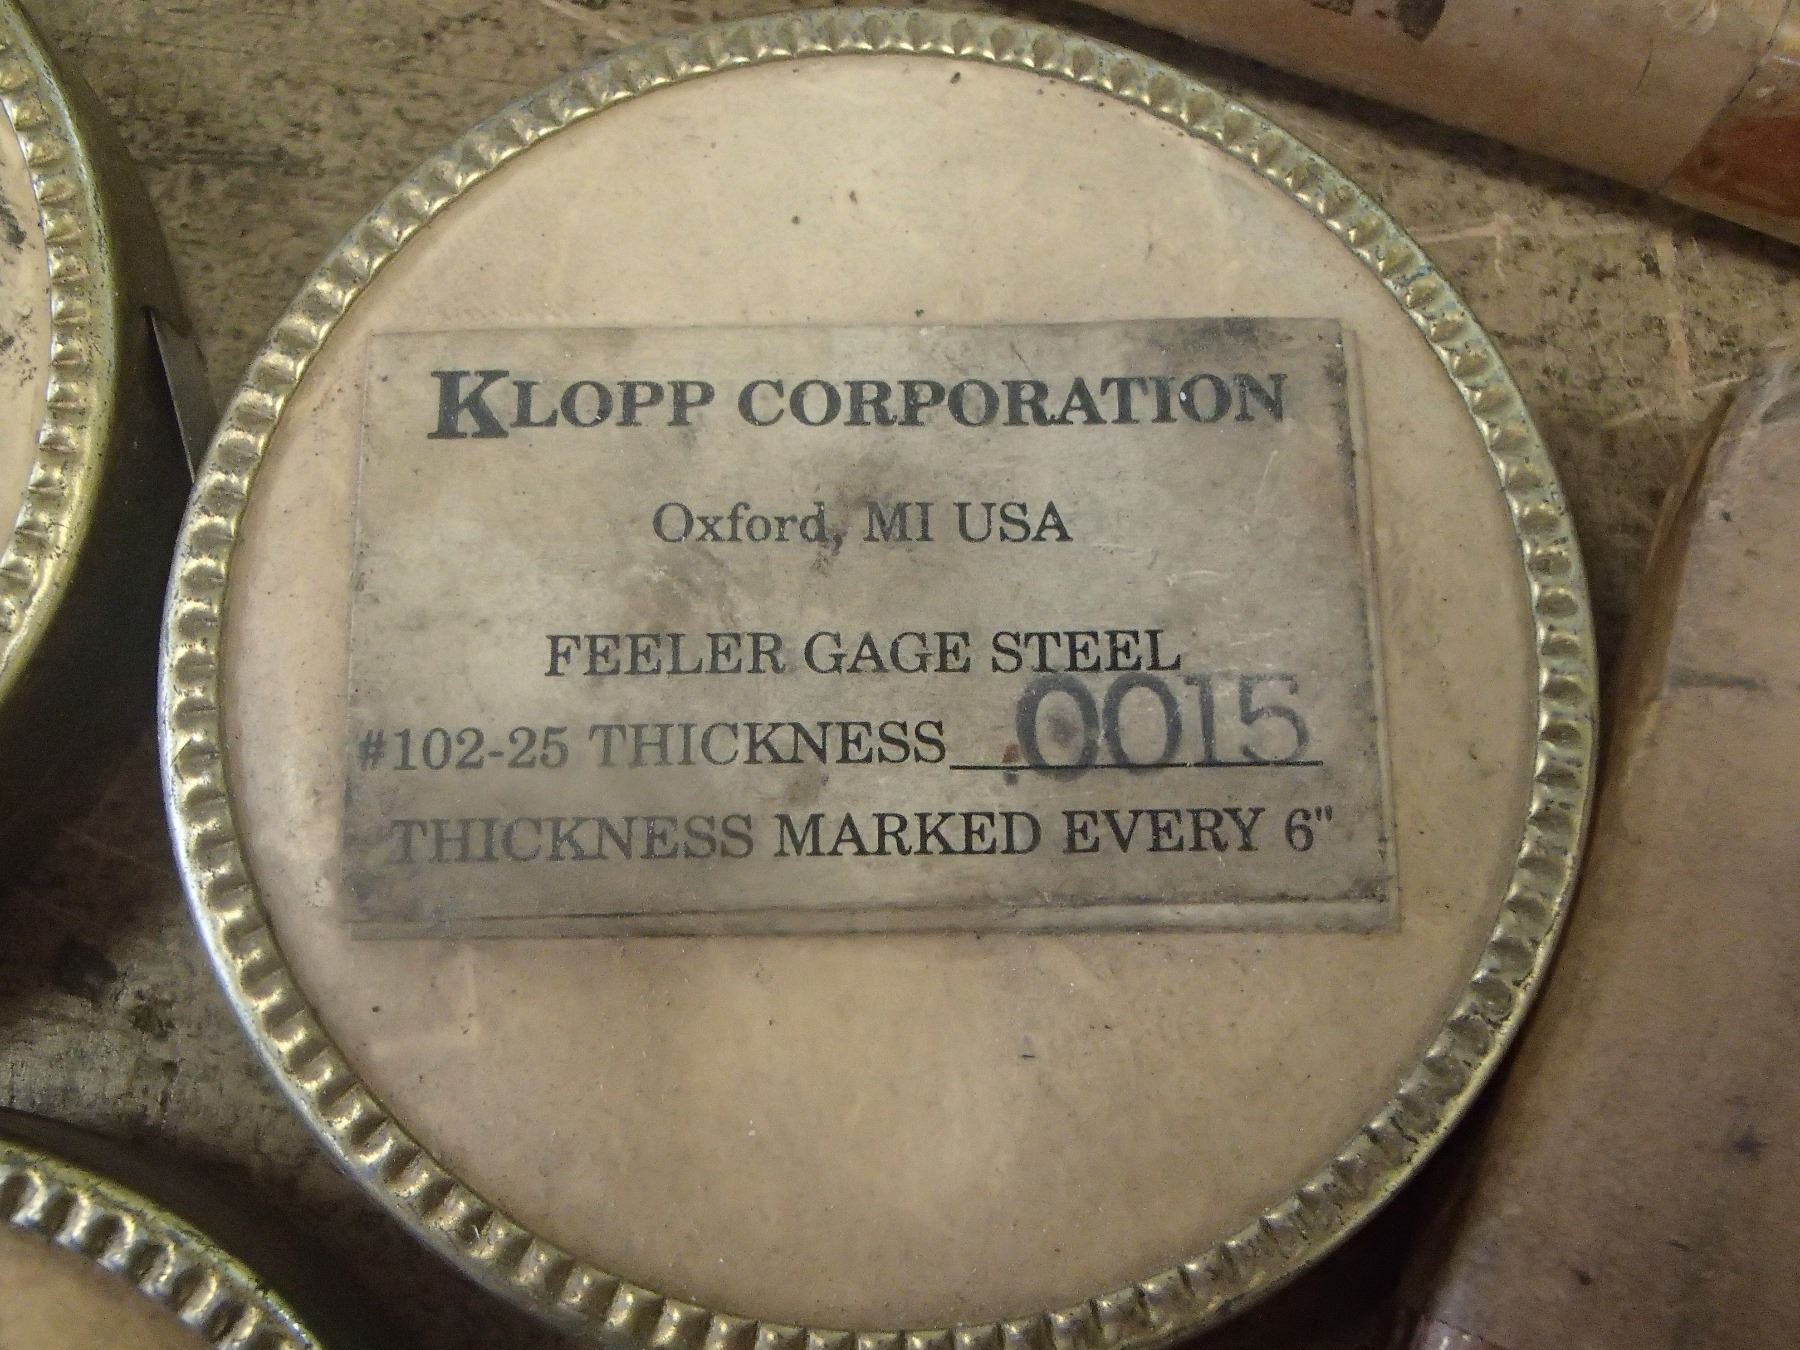 KLOPP CORPORATION
Oxford, MI USA
FEELER GAGE STEEL
#102-25 THICKNESS .0015
THICKNESS MARKED EVERY 6"